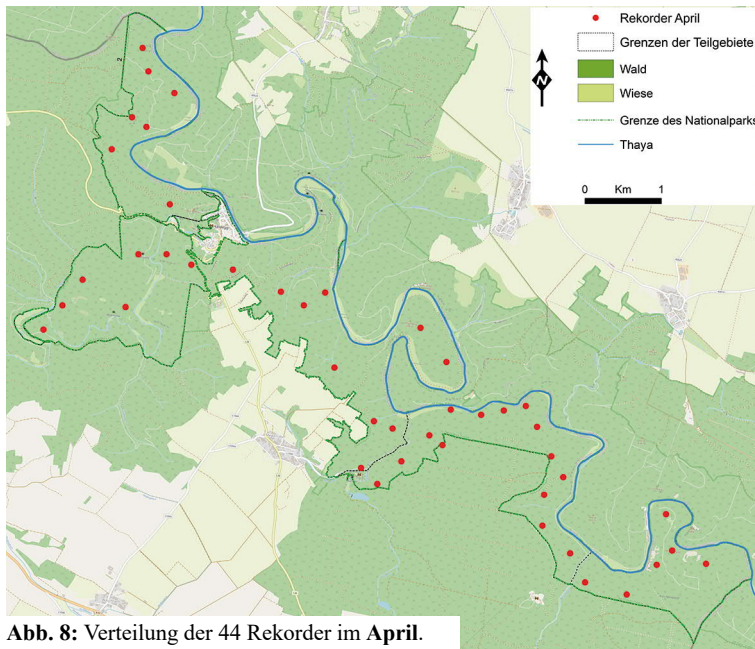 Rekorder April
Grenzen der Teilgebiete
Wald
Wiese
Grenze des Nationalparks
Thaya
N
0 Km 1
2
Abb. 8: Verteilung der 44 Rekorder im April.